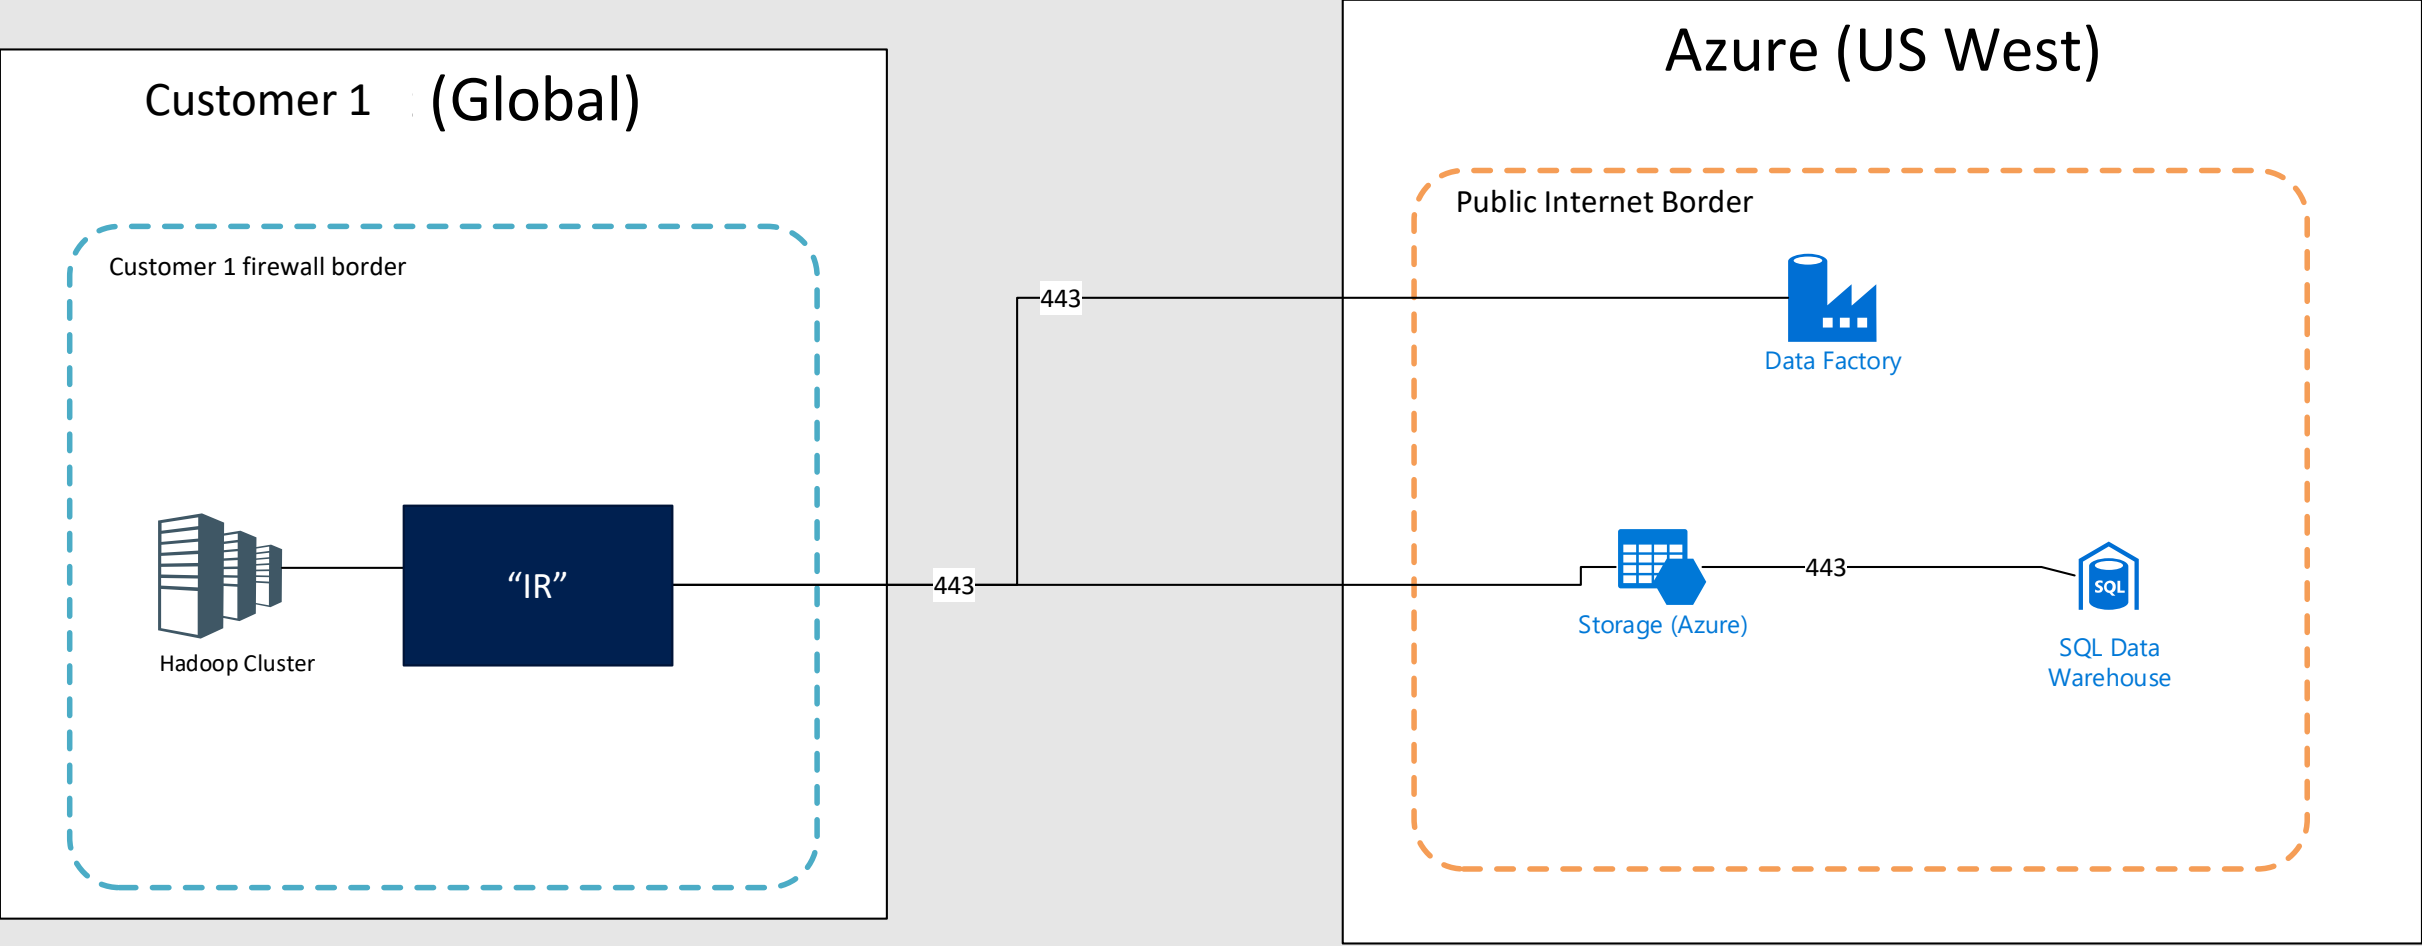 Customer 1 (Global)
Customer 1 firewall border
Hadoop Cluster
“IR”
443
443
Azure (US West)
Public Internet Border
Data Factory
Storage (Azure)
443
SQL
SQL Data
Warehouse